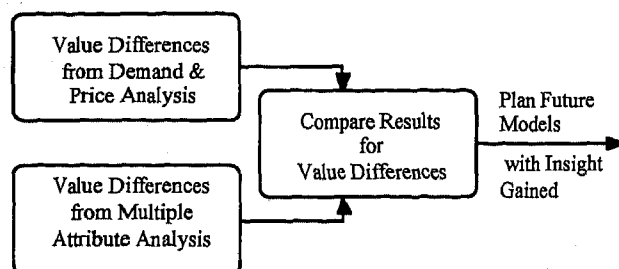 Value Differences
from Demand &
Price Analysis
Compare Results
for
Value Differences
Plan Future
Models
with Insight
Gained
Value Differences
from Multiple
Attribute Analysis